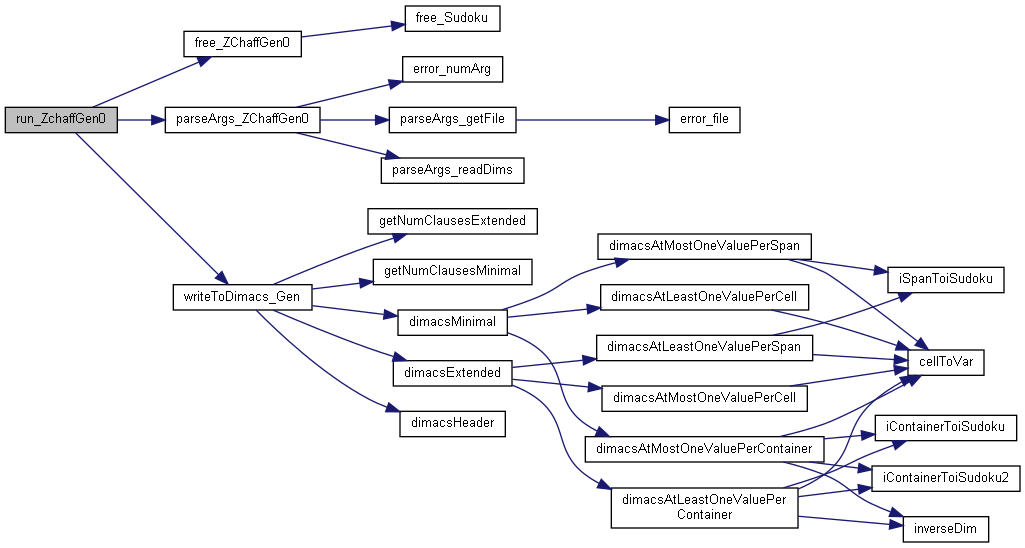 run_ZchaffGen0
free_ZChaffGen0
free_Sudoku
parseArgs_ZChaffGen0
error_numArg
parseArgs_getFile
error_file
parseArgs_readDims
writeToDimacs_Gen
getNumClausesExtended
getNumClausesMinimal
dimacsMinimal
dimacsExtended
dimacsHeader
dimacsAtMostOneValuePerSpan
dimacsAtLeastOneValuePerCell
dimacsAtLeastOneValuePerSpan
dimacsAtMostOneValuePerCell
dimacsAtMostOneValuePerContainer
dimacsAtLeastOneValuePer
Container
iSpanToiSudoku
cellToVar
iContainerToiSudoku
iContainerToiSudoku2
inverseDim